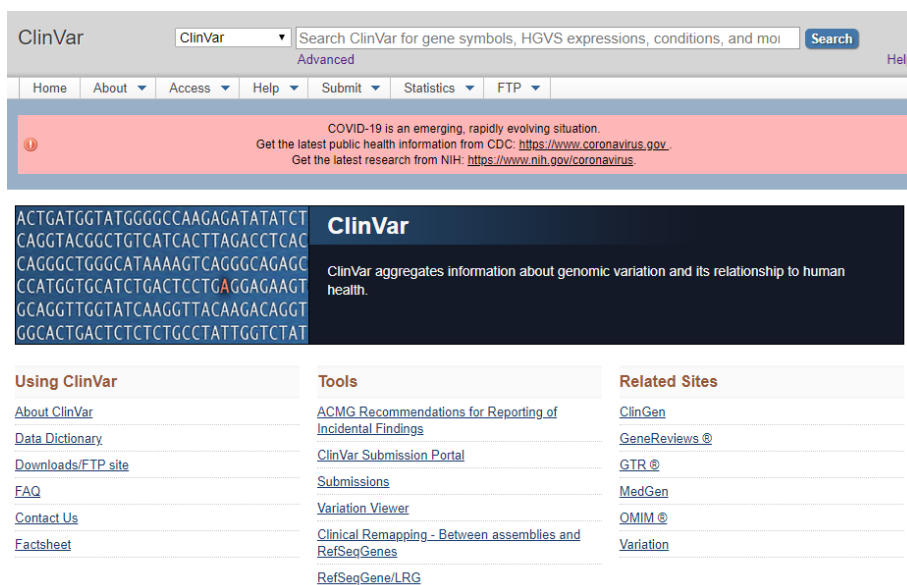 ClinVar
ClinVar
Search ClinVar for gene symbols, HGVS expressions, conditions, and
Search
Advanced
Home About Access Help Submit Statistics FTP
COVID-19 is an emerging, rapidly evolving situation.
Get the latest public health information from CDC: https://www.coronavirus.gov .
Get the latest research from NIH: https://www.nih.gov/coronavirus.
ACTGATGGTATGGGGCCAAGAGATATATCT
CAGGTACGGCTGTCATCACTTAGACCTCAC
CAGGGCTGGGCATAAAAGTCAGGGCAGAGC
CCATGGTGCATCTGACTCCTGAGGAGAAGT
GCAGGTTGGTATCAAGGTTACAAGACAGGT
GGCACTGACTCTCTCTGCCTATTGGTCTAT
ClinVar
ClinVar aggregates information about genomic variation and its relationship to human
health.
Using ClinVar
About ClinVar
Data Dictionary
Downloads/FTP site
FAQ
Contact Us
Factsheet
Tools
ACMG Recommendations for Reporting of
Incidental Findings
ClinVar Submission Portal
Submissions
Variation Viewer
Clinical Remapping - Between assemblies and
RefSeqGenes
RefSeqGene/LRG
Related Sites
ClinGen
GeneReviews ®
GTR ®
MedGen
OMIM ®
Variation